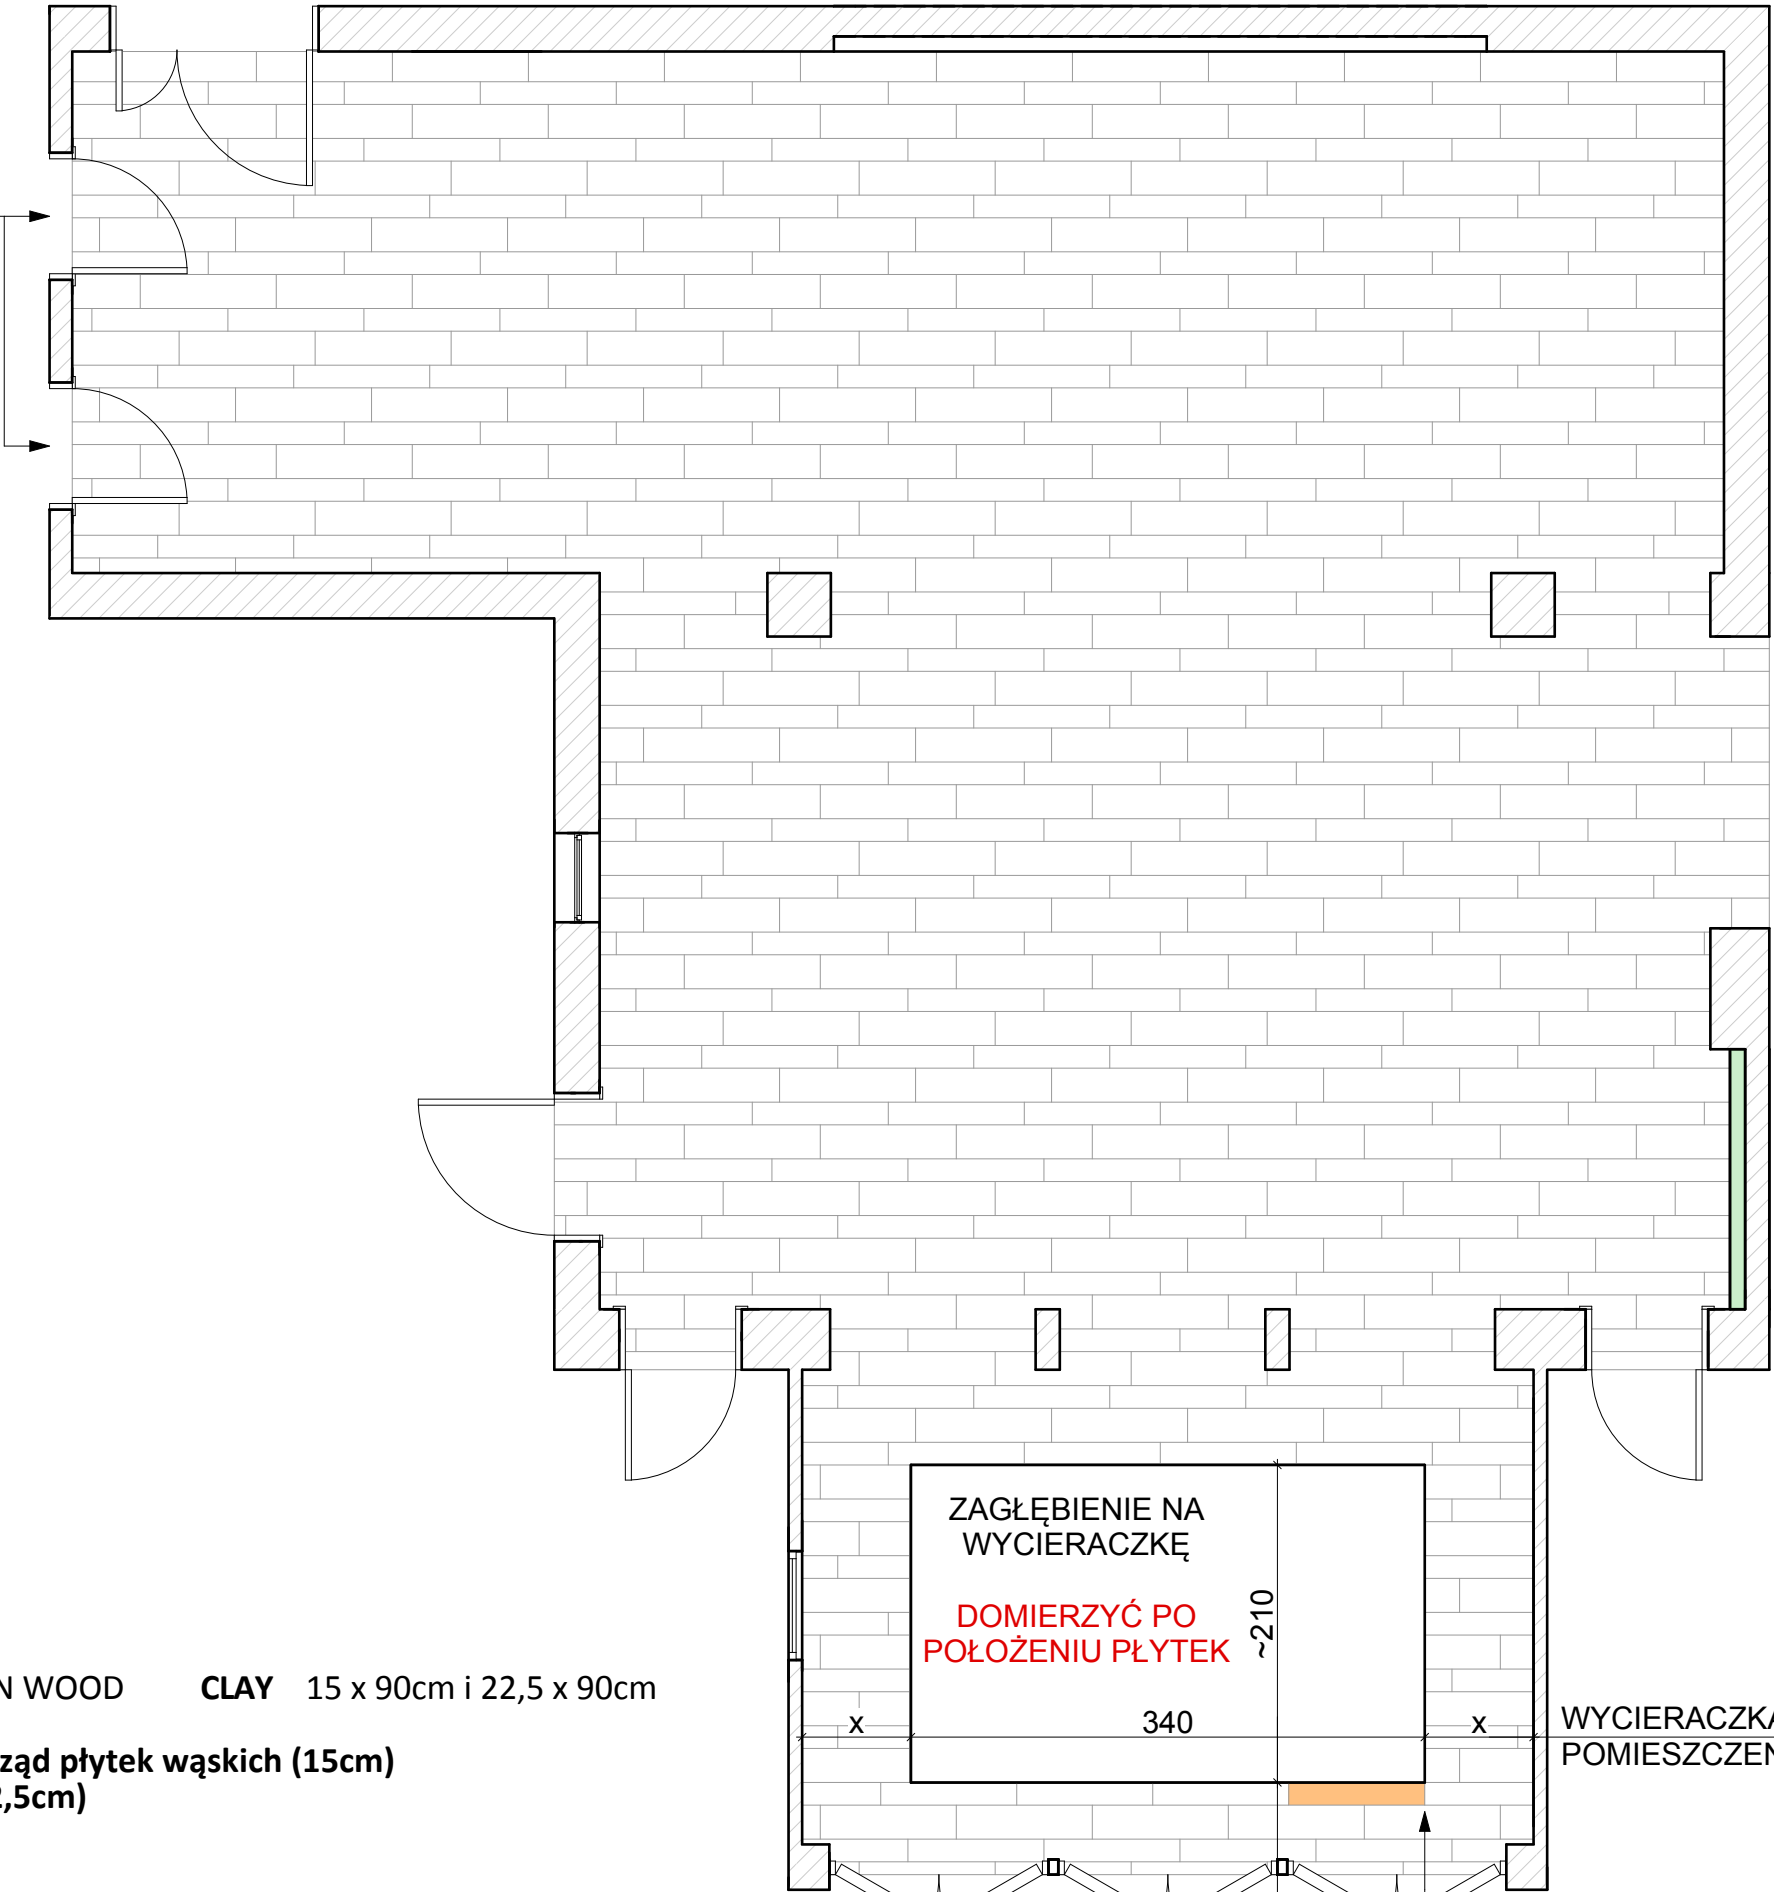 ZAGŁĘBIENIE NA
WYCIERACZKĘ
DOMIERZYĆ PO
POŁOŻENIU PŁYTEK
~210
x
340
x
WYCIERACZKA
POMIESZCZEN
N WOOD CLAY 15 x 90cm i 22,5 x 90cm
ząd płytek wąskich (15cm)
2,5cm)